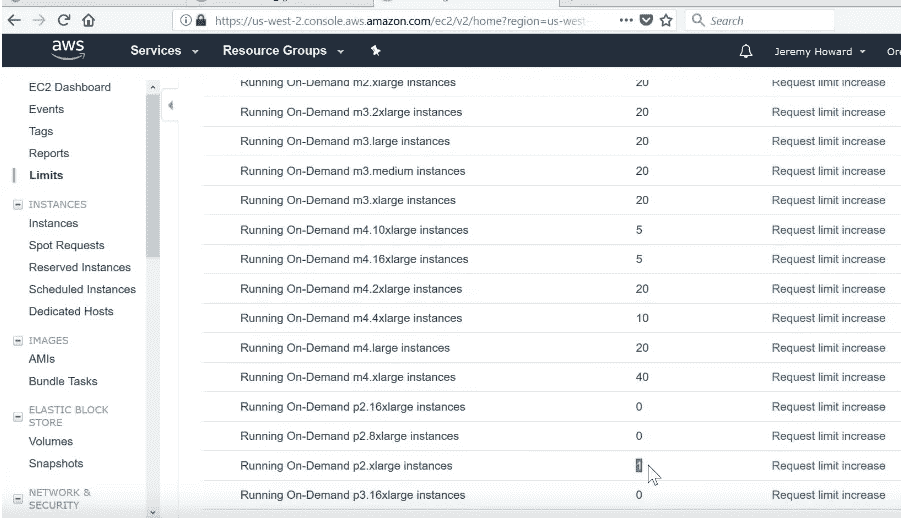 https://us-west-2.console.aws.amazon.com/ec2/v2/home?region=us-west-
Search
aws
Services
Resource Groups
Jeremy Howard
Ore
EC2 Dashboard
Events
Tags
Reports
Limits
INSTANCES
Instances
Spot Requests
Reserved Instances
Scheduled Instances
Dedicated Hosts
IMAGES
AMIs
Bundle Tasks
ELASTIC BLOCK
STORE
Volumes
Snapshots
NETWORK &
SECURITY
Running On-Demand m2.xlarge instances 20 Request limit increase
Running On-Demand m3.2xlarge instances 20 Request limit increase
Running On-Demand m3.large instances 20 Request limit increase
Running On-Demand m3.medium instances 20 Request limit increase
Running On-Demand m3.xlarge instances 20 Request limit increase
Running On-Demand m4.10xlarge instances 5 Request limit increase
Running On-Demand m4.16xlarge instances 5 Request limit increase
Running On-Demand m4.2xlarge instances 20 Request limit increase
Running On-Demand m4.4xlarge instances 10 Request limit increase
Running On-Demand m4.large instances 20 Request limit increase
Running On-Demand m4.xlarge instances 40 Request limit increase
Running On-Demand p2.16xlarge instances 0 Request limit increase
Running On-Demand p2.8xlarge instances 0 Request limit increase
Running On-Demand p2.xlarge instances 1 Request limit increase
Running On-Demand p3.16xlarge instances 0 Request limit increase